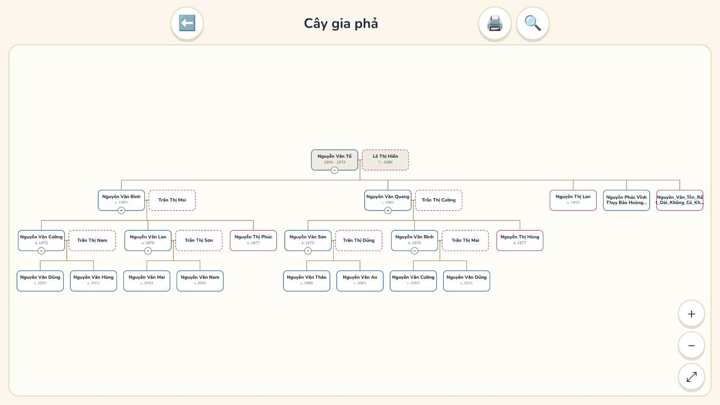 Cây gia phả
Nguyễn Văn Tổ
Lê Thị Hiền
Nguyễn Văn Bình
Trần Thị Mai
Nguyễn Văn Quang
Trần Thị Cường
Nguyễn Thị Lan
Nguyễn Phúc Vĩnh
Thụy Bảo Hoàng…
Nguyễn Văn Cường
Trần Thị Nam
Nguyễn Văn Lan
Trần Thị Sơn
Nguyễn Thị Phúc
Nguyễn Văn Sơn
Trần Thị Dũng
Nguyễn Văn Bình
Trần Thị Mai
Nguyễn Thị Hùng
Nguyễn Văn Dũng
Nguyễn Văn Hùng
Nguyễn Văn Mai
Nguyễn Văn Nam
Nguyễn Văn Thảo
Nguyễn Văn An
Nguyễn Văn Cường
Nguyễn Văn Dũng
+
−